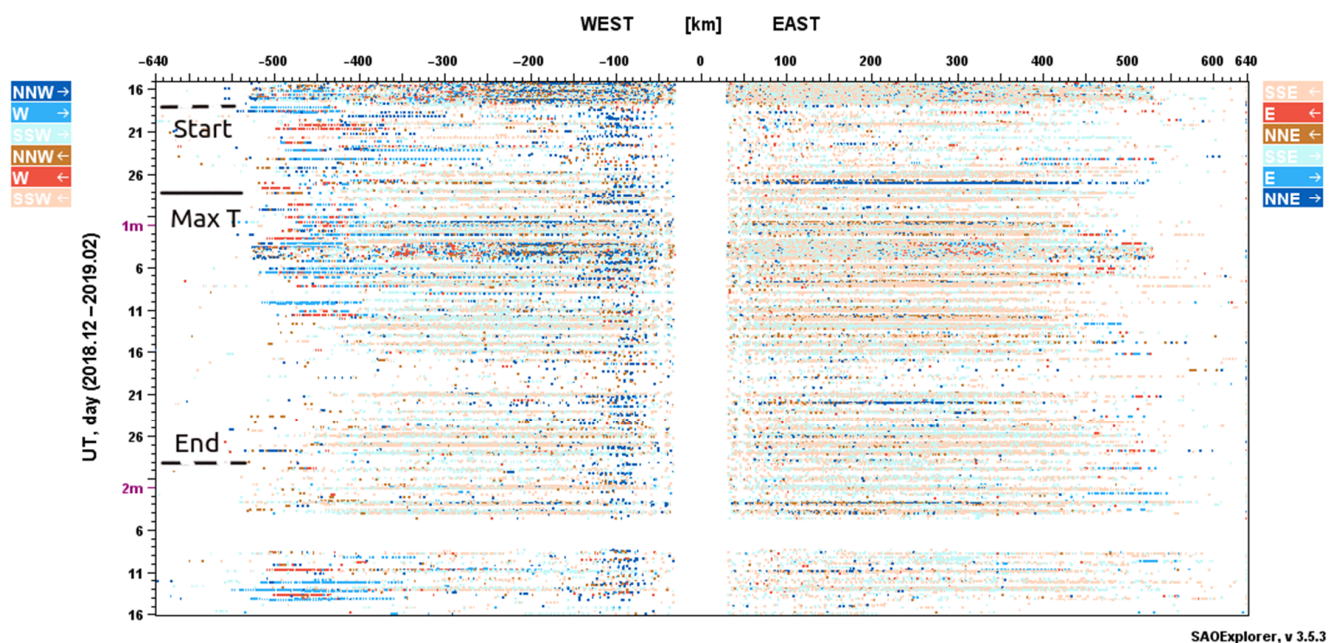 WEST [km] EAST
−640 −500 −400 −300 −200 −100 0 100 200 300 400 500 600 640
NNW →
W →
SSW →
NNW ←
W ←
SSW ←
SSE ←
E ←
NNE ←
SSE →
E →
NNE →
16
Start
21
26
Max T
1m
6
11
16
21
26
End
2m
6
11
16
UT, day (2018.12 −2019.02)
SAOExplorer, v 3.5.3